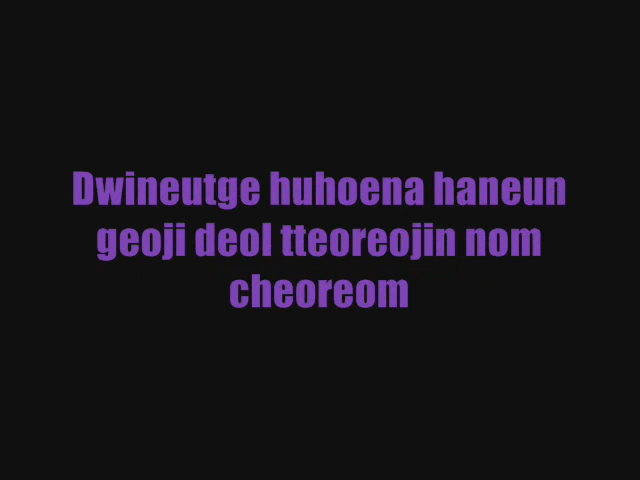 Dwineutge huhoena haneun
geoji deol tteoreojin nom
cheoreom